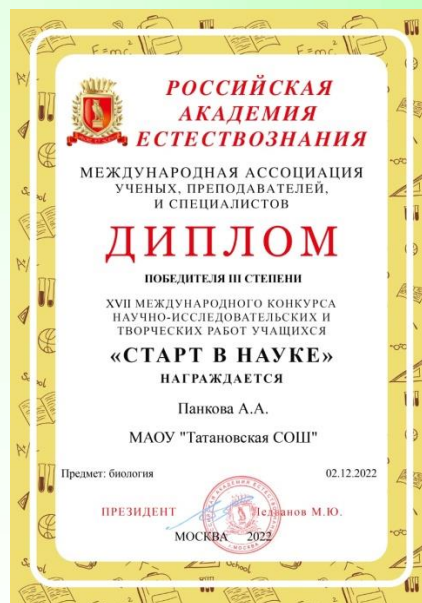 РОССИЙСКАЯ
АКАДЕМИЯ
ЕСТЕСТВОЗНАНИЯ
МЕЖДУНАРОДНАЯ АССОЦИАЦИЯ
УЧЕНЫХ, ПРЕПОДАВАТЕЛЕЙ,
И СПЕЦИАЛИСТОВ
ДИПЛОМ
ПОБЕДИТЕЛЯ III СТЕПЕНИ
XVII МЕЖДУНАРОДНОГО КОНКУРСА
НАУЧНО-ИССЛЕДОВАТЕЛЬСКИХ И
ТВОРЧЕСКИХ РАБОТ УЧАЩИХСЯ
«СТАРТ В НАУКЕ»
НАГРАЖДАЕТСЯ
Панкова А.А.
МАОУ "Татановская СОШ"
Предмет: биология 02.12.2022
ПРЕЗИДЕНТ М.Ю.
МОСКВА 2022